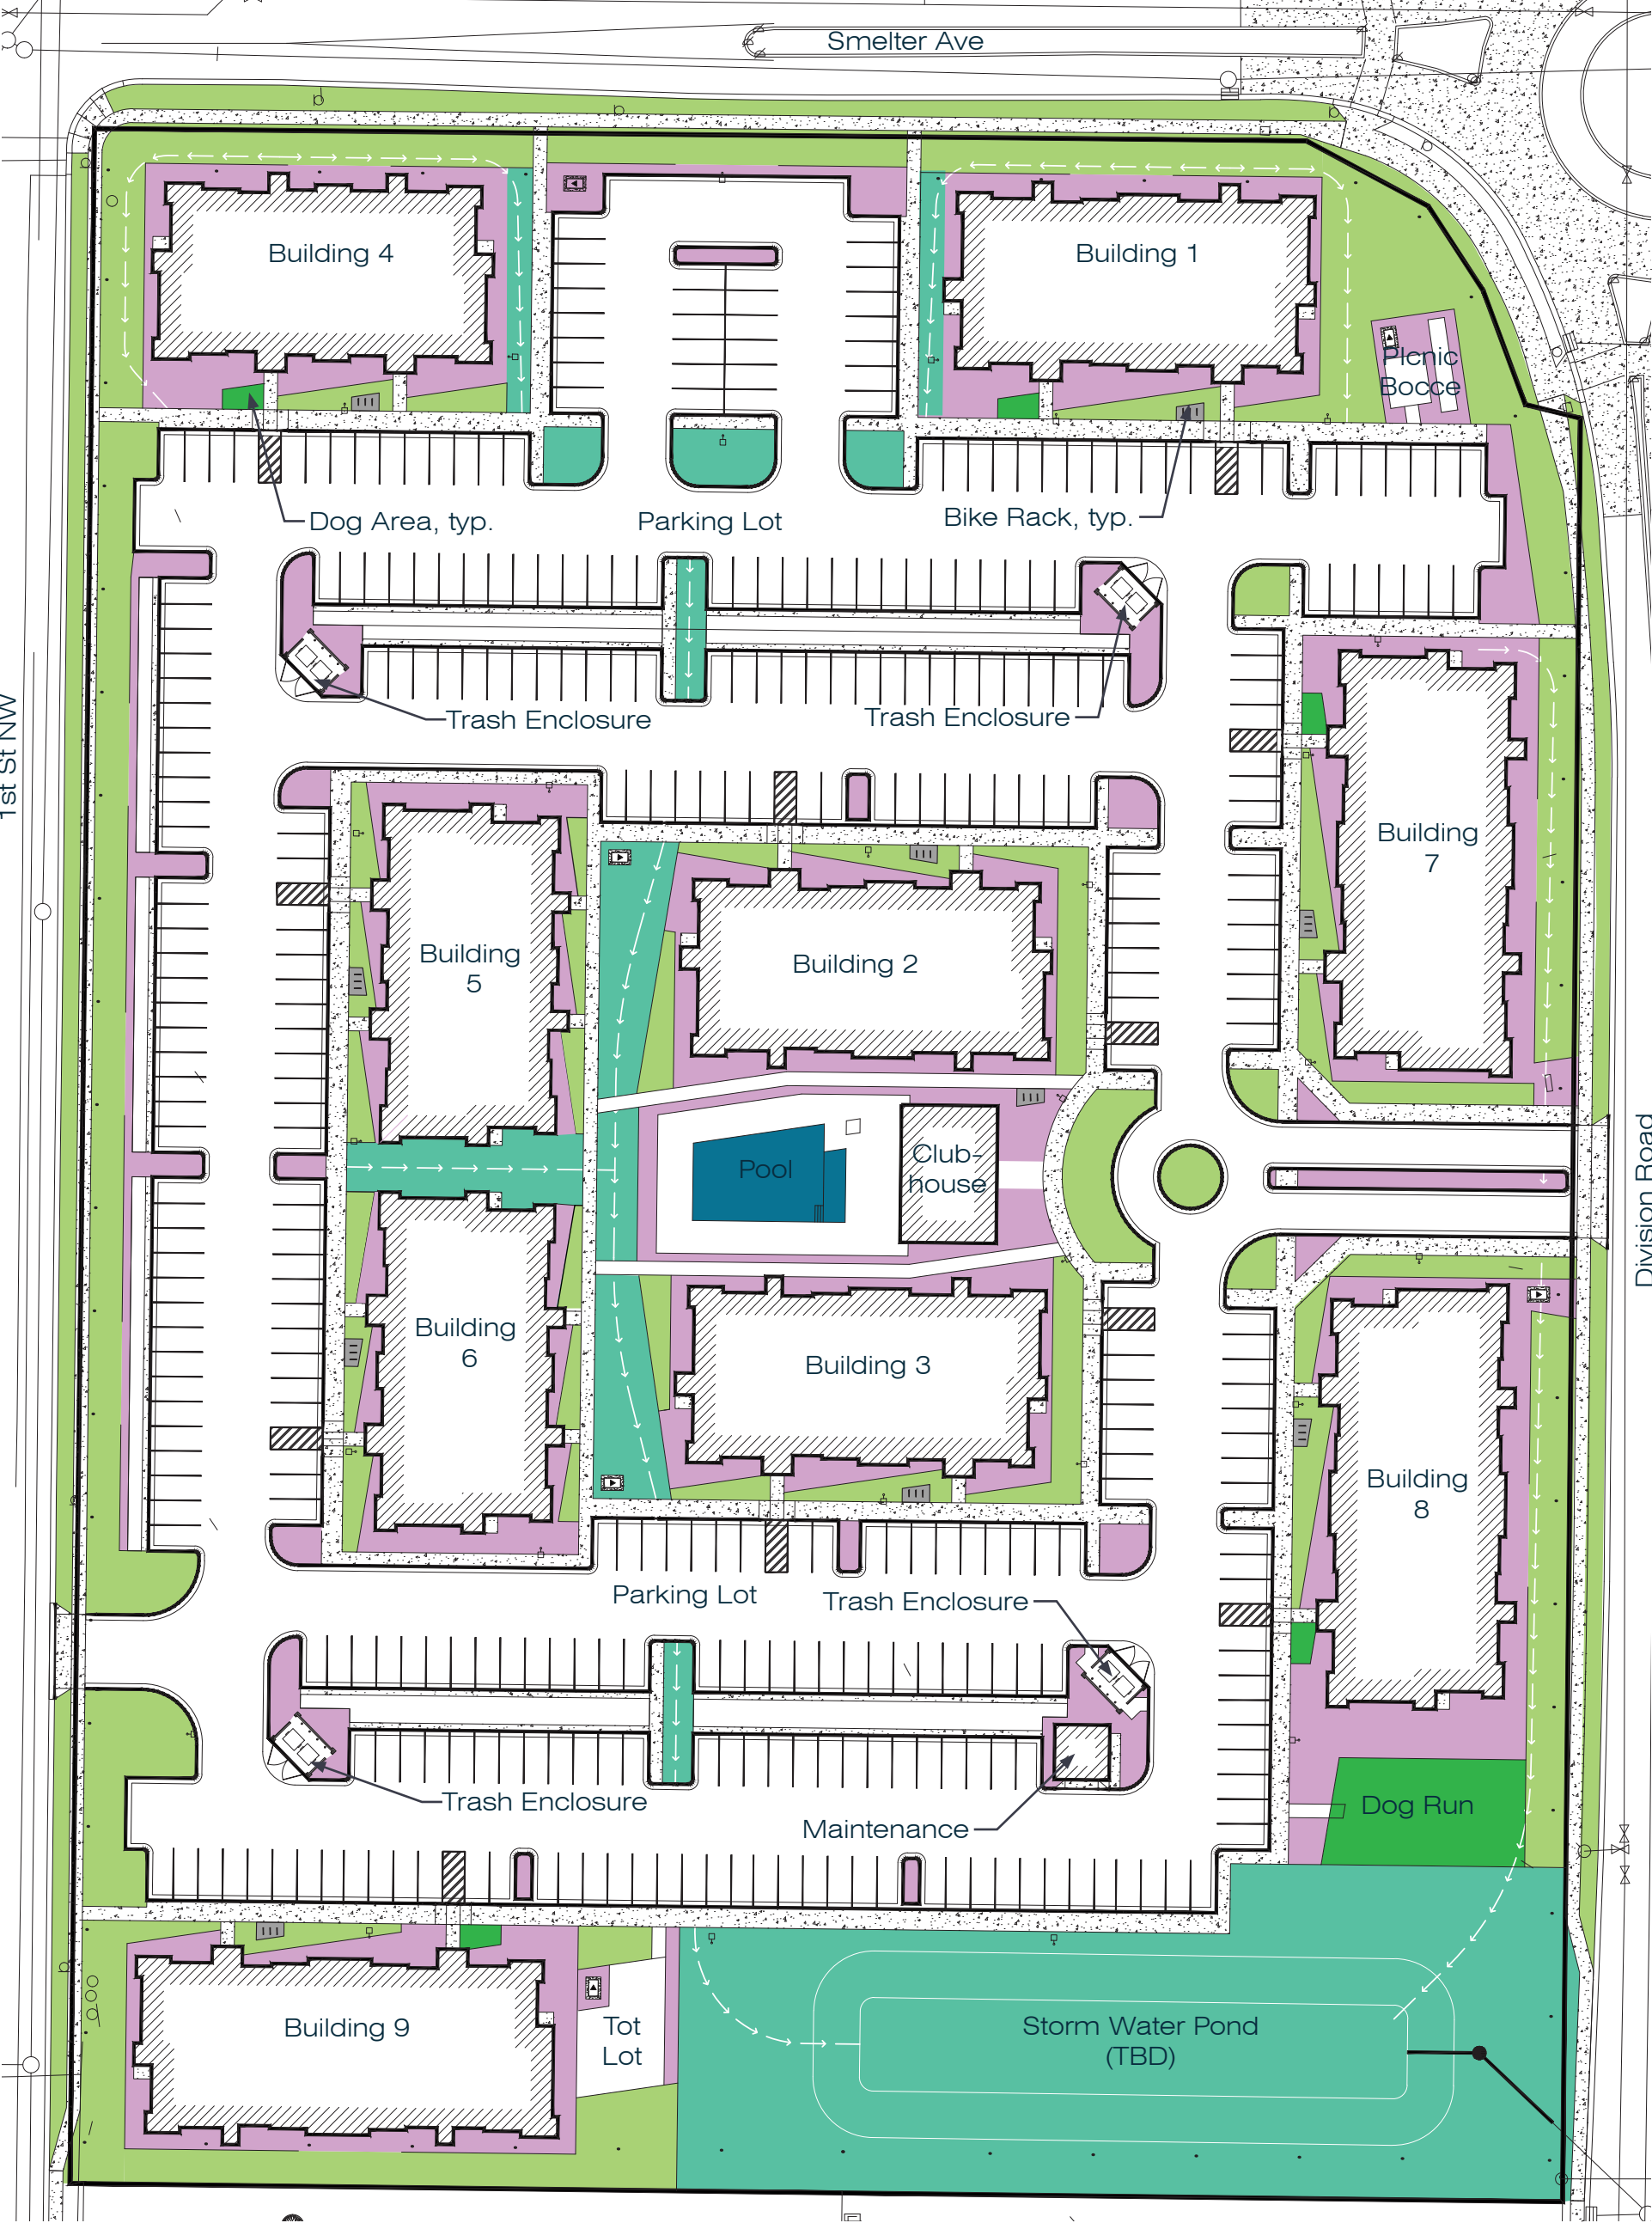 Smelter Ave
Building 4
Building 1
PIcnic
Bocce
Dog Area, typ.
Parking Lot
Bike Rack, typ.
Trash Enclosure
Trash Enclosure
1st St NW
Building
7
Building
5
Building 2
Pool
Club-
house
Division Road
Building
6
Building 3
Building
8
Parking Lot
Trash Enclosure
Trash Enclosure
Maintenance
Dog Run
Building 9
Tot
Lot
Storm Water Pond
(TBD)